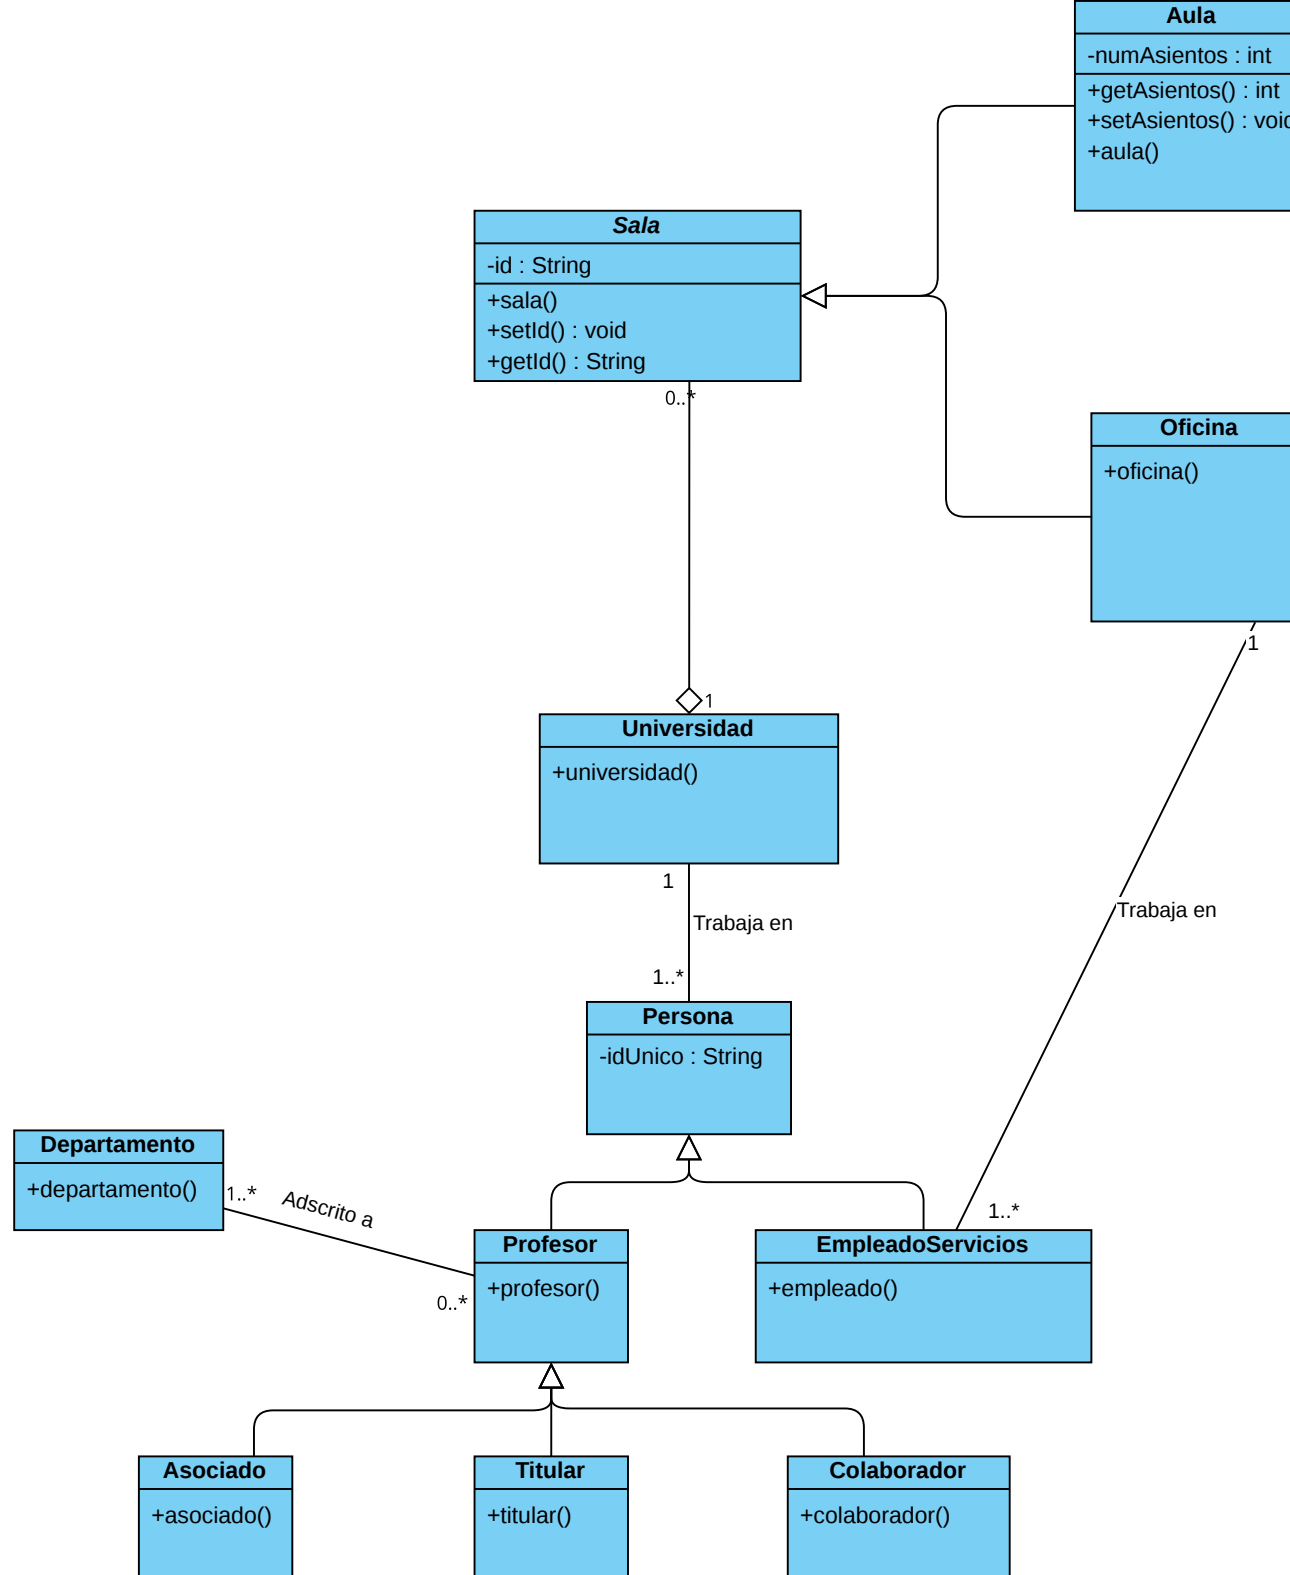 Aula
-numAsientos : int
+getAsientos() : int
+setAsientos() : void
+aula()
Sala
-id : String
+sala()
+setId() : void
+getId() : String
0..*
Oficina
+oficina()
1
1
Universidad
+universidad()
1
Trabaja en
Trabaja en
1..*
Persona
-idUnico : String
Departamento
+departamento()
1..*
Adscrito a
0..*
1..*
Profesor
+profesor()
EmpleadoServicios
+empleado()
Asociado
+asociado()
Titular
+titular()
Colaborador
+colaborador()